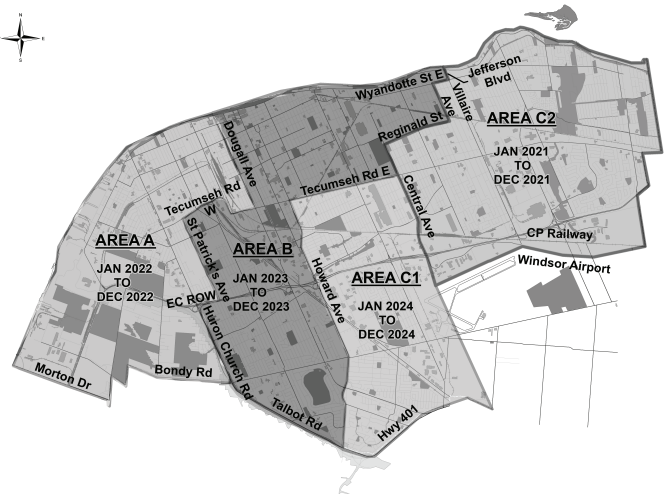 N
E
S
Wyandotte St E
Jefferson
Blvd
Villaire
Ave
Reginald St
AREA C2
JAN 2021
TO
DEC 2021
Dougall Ave
Tecumseh Rd
W
Tecumseh Rd E
Central Ave
CP Railway
Windsor Airport
AREA A
JAN 2022
TO
DEC 2022
St Patrick's Ave
AREA B
JAN 2023
TO
DEC 2023
Howard Ave
AREA C1
JAN 2024
TO
DEC 2024
EC ROW
Huron Church Rd
Morton Dr
Bondy Rd
Talbot Rd
Hwy 401